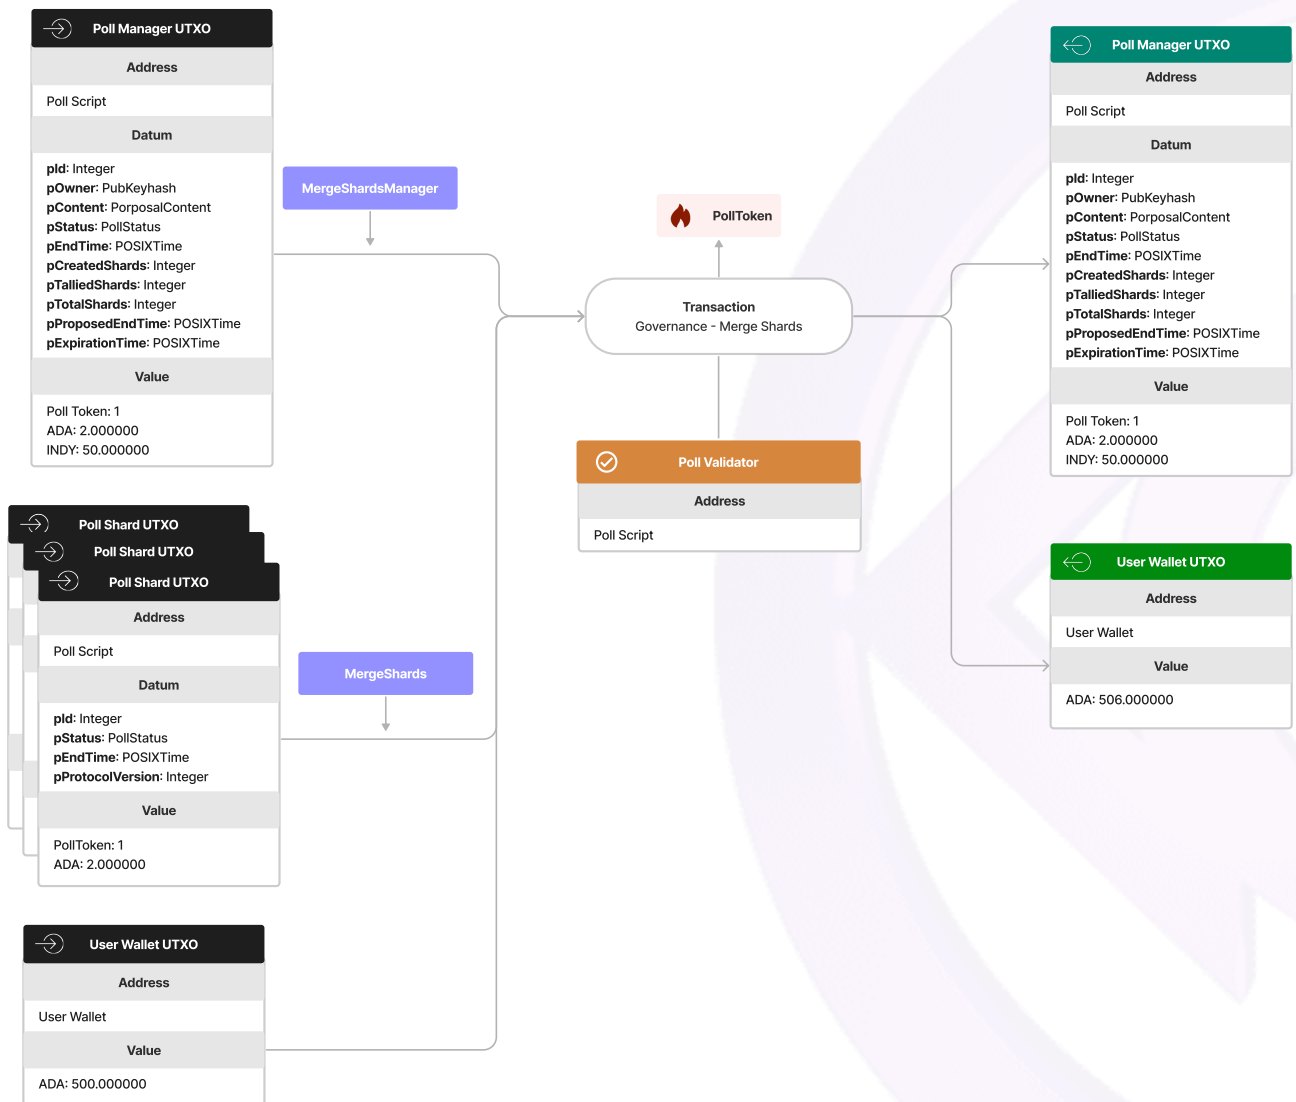 Poll Manager UTXO
Address
Poll Script
Datum
pId: Integer
pOwner: PubKeyhash
pContent: PorposalContent
pStatus: PollStatus
pEndTime: POSIXTime
pCreatedShards: Integer
pTalliedShards: Integer
pTotalShards: Integer
pProposedEndTime: POSIXTime
pExpirationTime: POSIXTime
Value
Poll Token: 1
ADA: 2.000000
INDY: 50.000000
MergeShardsManager
Poll Shard UTXO
Poll Shard UTXO
Poll Shard UTXO
Address
Poll Script
Datum
pId: Integer
pStatus: PollStatus
pEndTime: POSIXTime
pProtocolVersion: Integer
Value
PollToken: 1
ADA: 2.000000
MergeShards
User Wallet UTXO
Address
User Wallet
Value
ADA: 500.000000
PollToken
Transaction
Governance - Merge Shards
Poll Validator
Address
Poll Script
Poll Manager UTXO
Address
Poll Script
Datum
pId: Integer
pOwner: PubKeyhash
pContent: PorposalContent
pStatus: PollStatus
pEndTime: POSIXTime
pCreatedShards: Integer
pTalliedShards: Integer
pTotalShards: Integer
pProposedEndTime: POSIXTime
pExpirationTime: POSIXTime
Value
Poll Token: 1
ADA: 2.000000
INDY: 50.000000
User Wallet UTXO
Address
User Wallet
Value
ADA: 506.000000